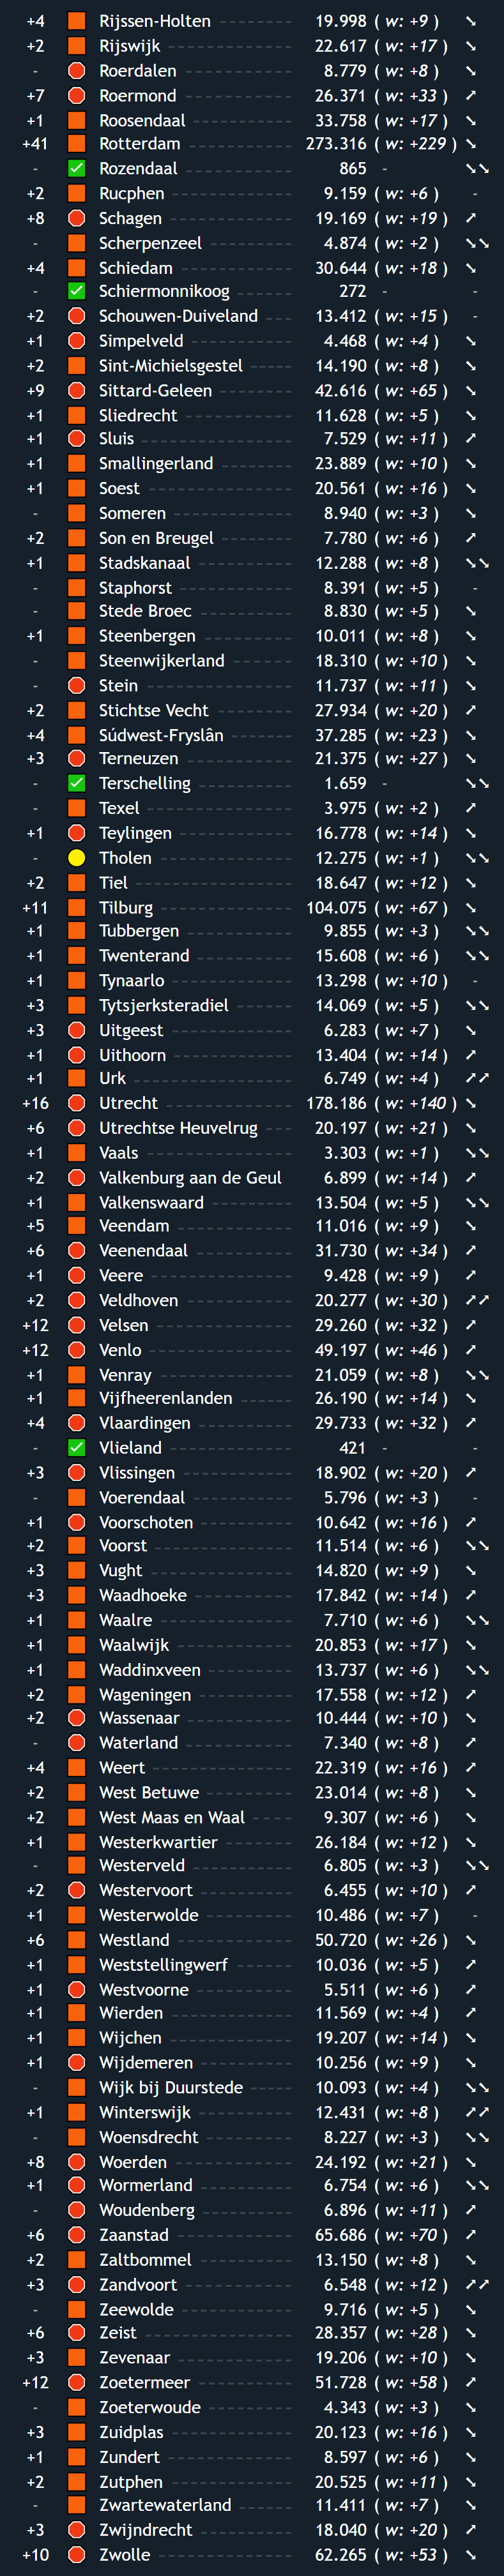 +4 Rijssen-Holten 19.998 ( w: +9 ) ➘
+2 Rijswijk 22.617 ( w: +17 ) ➘
- Roerdalen 8.779 ( w: +8 ) ➘
+7 Roermond 26.371 ( w: +33 ) ➚
+1 Roosendaal 33.758 ( w: +17 ) ➘
+41 Rotterdam 273.316 ( w: +229 ) ➘
- Rozendaal 865 - ➘➘
+2 Rucphen 9.159 ( w: +6 ) -
+8 Schagen 19.169 ( w: +19 ) ➚
- Scherpenzeel 4.874 ( w: +2 ) ➘➘
+4 Schiedam 30.644 ( w: +18 ) ➘
- Schiermonnikoog 272 - -
+2 Schouwen-Duiveland 13.412 ( w: +15 ) -
+1 Simpelveld 4.468 ( w: +4 ) ➘
+2 Sint-Michielsgestel 14.190 ( w: +8 ) ➘
+9 Sittard-Geleen 42.616 ( w: +65 ) ➘
+1 Sliedrecht 11.628 ( w: +5 ) ➘
+1 Sluis 7.529 ( w: +11 ) ➚
+1 Smallingerland 23.889 ( w: +10 ) ➘
+1 Soest 20.561 ( w: +16 ) ➘
- Someren 8.940 ( w: +3 ) ➘
+2 Son en Breugel 7.780 ( w: +6 ) ➚
+1 Stadskanaal 12.288 ( w: +8 ) ➘➘
- Staphorst 8.391 ( w: +5 ) -
- Stede Broec 8.830 ( w: +5 ) ➘
+1 Steenbergen 10.011 ( w: +8 ) ➘
- Steenwijkerland 18.310 ( w: +10 ) ➘
- Stein 11.737 ( w: +11 ) ➘
+2 Stichtse Vecht 27.934 ( w: +20 ) ➚
+4 Súdwest-Fryslân 37.285 ( w: +23 ) ➘
+3 Terneuzen 21.375 ( w: +27 ) ➘
- Terschelling 1.659 - ➘➘
- Texel 3.975 ( w: +2 ) ➚
+1 Teylingen 16.778 ( w: +14 ) ➘
- Tholen 12.275 ( w: +1 ) ➘➘
+2 Tiel 18.647 ( w: +12 ) ➘
+11 Tilburg 104.075 ( w: +67 ) ➘
+1 Tubbergen 9.855 ( w: +3 ) ➘➘
+1 Twenterand 15.608 ( w: +6 ) ➘➘
+1 Tynaarlo 13.298 ( w: +10 ) -
+3 Tytsjerksteradiel 14.069 ( w: +5 ) ➘➘
+3 Uitgeest 6.283 ( w: +7 ) ➘
+1 Uithoorn 13.404 ( w: +14 ) ➚
+1 Urk 6.749 ( w: +4 ) ➚➚
+16 Utrecht 178.186 ( w: +140 ) ➘
+6 Utrechtse Heuvelrug 20.197 ( w: +21 ) ➘
+1 Vaals 3.303 ( w: +1 ) ➘➘
+2 Valkenburg aan de Geul 6.899 ( w: +14 ) ➚
+1 Valkenswaard 13.504 ( w: +5 ) ➘➘
+5 Veendam 11.016 ( w: +9 ) ➘
+6 Veenendaal 31.730 ( w: +34 ) ➚
+1 Veere 9.428 ( w: +9 ) ➚
+2 Veldhoven 20.277 ( w: +30 ) ➚➚
+12 Velsen 29.260 ( w: +32 ) ➚
+12 Venlo 49.197 ( w: +46 ) ➚
+1 Venray 21.059 ( w: +8 ) ➘➘
+1 Vijfheerenlanden 26.190 ( w: +14 ) ➘
+4 Vlaardingen 29.733 ( w: +32 ) ➚
- Vlieland 421 - -
+3 Vlissingen 18.902 ( w: +20 ) ➚
- Voerendaal 5.796 ( w: +3 ) -
+1 Voorschoten 10.642 ( w: +16 ) ➚
+2 Voorst 11.514 ( w: +6 ) ➘➘
+3 Vught 14.820 ( w: +9 ) ➘
+3 Waadhoeke 17.842 ( w: +14 ) ➚
+1 Waalre 7.710 ( w: +6 ) ➘➘
+1 Waalwijk 20.853 ( w: +17 ) ➘
+1 Waddinxveen 13.737 ( w: +6 ) ➘➘
+2 Wageningen 17.558 ( w: +12 ) ➚
+2 Wassenaar 10.444 ( w: +10 ) ➘
- Waterland 7.340 ( w: +8 ) ➚
+4 Weert 22.319 ( w: +16 ) ➚
+2 West Betuwe 23.014 ( w: +8 ) ➘
+2 West Maas en Waal 9.307 ( w: +6 ) ➘
+1 Westerkwartier 26.184 ( w: +12 ) ➘
- Westerveld 6.805 ( w: +3 ) ➘➘
+2 Westervoort 6.455 ( w: +10 ) ➚
+1 Westerwolde 10.486 ( w: +7 ) -
+6 Westland 50.720 ( w: +26 ) ➘
+1 Weststellingwerf 10.036 ( w: +5 ) ➚
+1 Westvoorne 5.511 ( w: +6 ) ➚
+1 Wierden 11.569 ( w: +4 ) ➚
+1 Wijchen 19.207 ( w: +14 ) ➘
+1 Wijdemeren 10.256 ( w: +9 ) ➘
- Wijk bij Duurstede 10.093 ( w: +4 ) ➘➘
+1 Winterswijk 12.431 ( w: +8 ) ➚➚
- Woensdrecht 8.227 ( w: +3 ) ➘➘
+8 Woerden 24.192 ( w: +21 ) ➘
+1 Wormerland 6.754 ( w: +6 ) ➘➘
- Woudenberg 6.896 ( w: +11 ) ➚
+6 Zaanstad 65.686 ( w: +70 ) ➚
+2 Zaltbommel 13.150 ( w: +8 ) ➘
+3 Zandvoort 6.548 ( w: +12 ) ➚➚
- Zeewolde 9.716 ( w: +5 ) ➘
+6 Zeist 28.357 ( w: +28 ) ➘
+3 Zevenaar 19.206 ( w: +10 ) ➘
+12 Zoetermeer 51.728 ( w: +58 ) ➚
- Zoeterwoude 4.343 ( w: +3 ) ➘
+3 Zuidplas 20.123 ( w: +16 ) ➘
+1 Zundert 8.597 ( w: +6 ) ➘
+2 Zutphen 20.525 ( w: +11 ) ➘
- Zwartewaterland 11.411 ( w: +7 ) ➘
+3 Zwijndrecht 18.040 ( w: +20 ) ➚
+10 Zwolle 62.265 ( w: +53 ) ➘